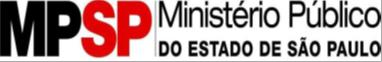 MPSP
Ministério Público
DO ESTADO DE SÃO PAULO